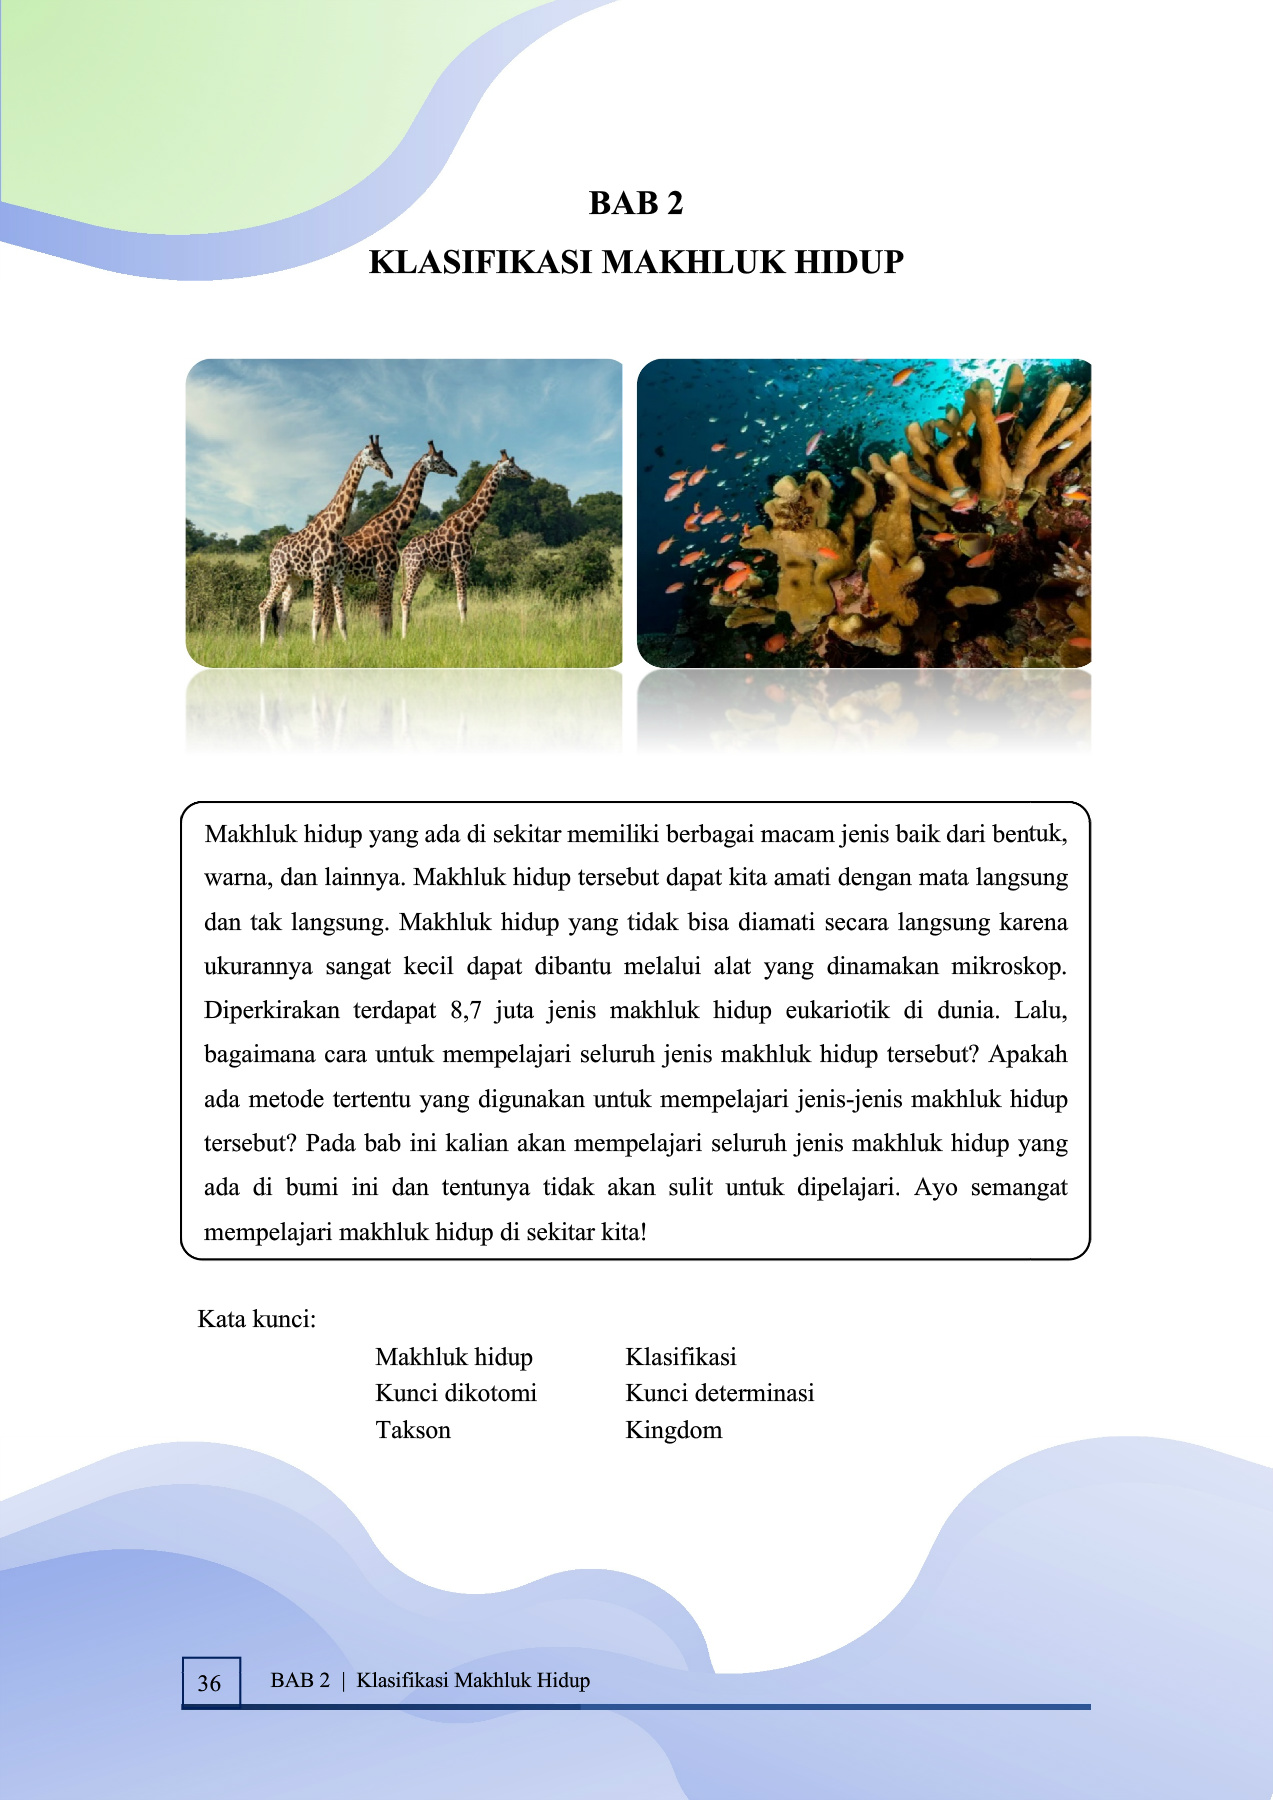 BAB 2
KLASIFIKASI MAKHLUK HIDUP
Makhluk hidup yang ada di sekitar memiliki berbagai macam jenis baik dari bentuk,
warna, dan lainnya. Makhluk hidup tersebut dapat kita amati dengan mata langsung
dan tak langsung. Makhluk hidup yang tidak bisa diamati secara langsung karena
ukurannya sangat kecil dapat dibantu melalui alat yang dinamakan mikroskop.
Diperkirakan terdapat 8,7 juta jenis makhluk hidup eukariotik di dunia. Lalu,
bagaimana cara untuk mempelajari seluruh jenis makhluk hidup tersebut? Apakah
ada metode tertentu yang digunakan untuk mempelajari jenis-jenis makhluk hidup
tersebut? Pada bab ini kalian akan mempelajari seluruh jenis makhluk hidup yang
ada di bumi ini dan tentunya tidak akan sulit untuk dipelajari. Ayo semangat
mempelajari makhluk hidup di sekitar kita!
Kata kunci:
Makhluk hidup Klasifikasi
Kunci dikotomi Kunci determinasi
Takson Kingdom
36 BAB 2 | Klasifikasi Makhluk Hidup